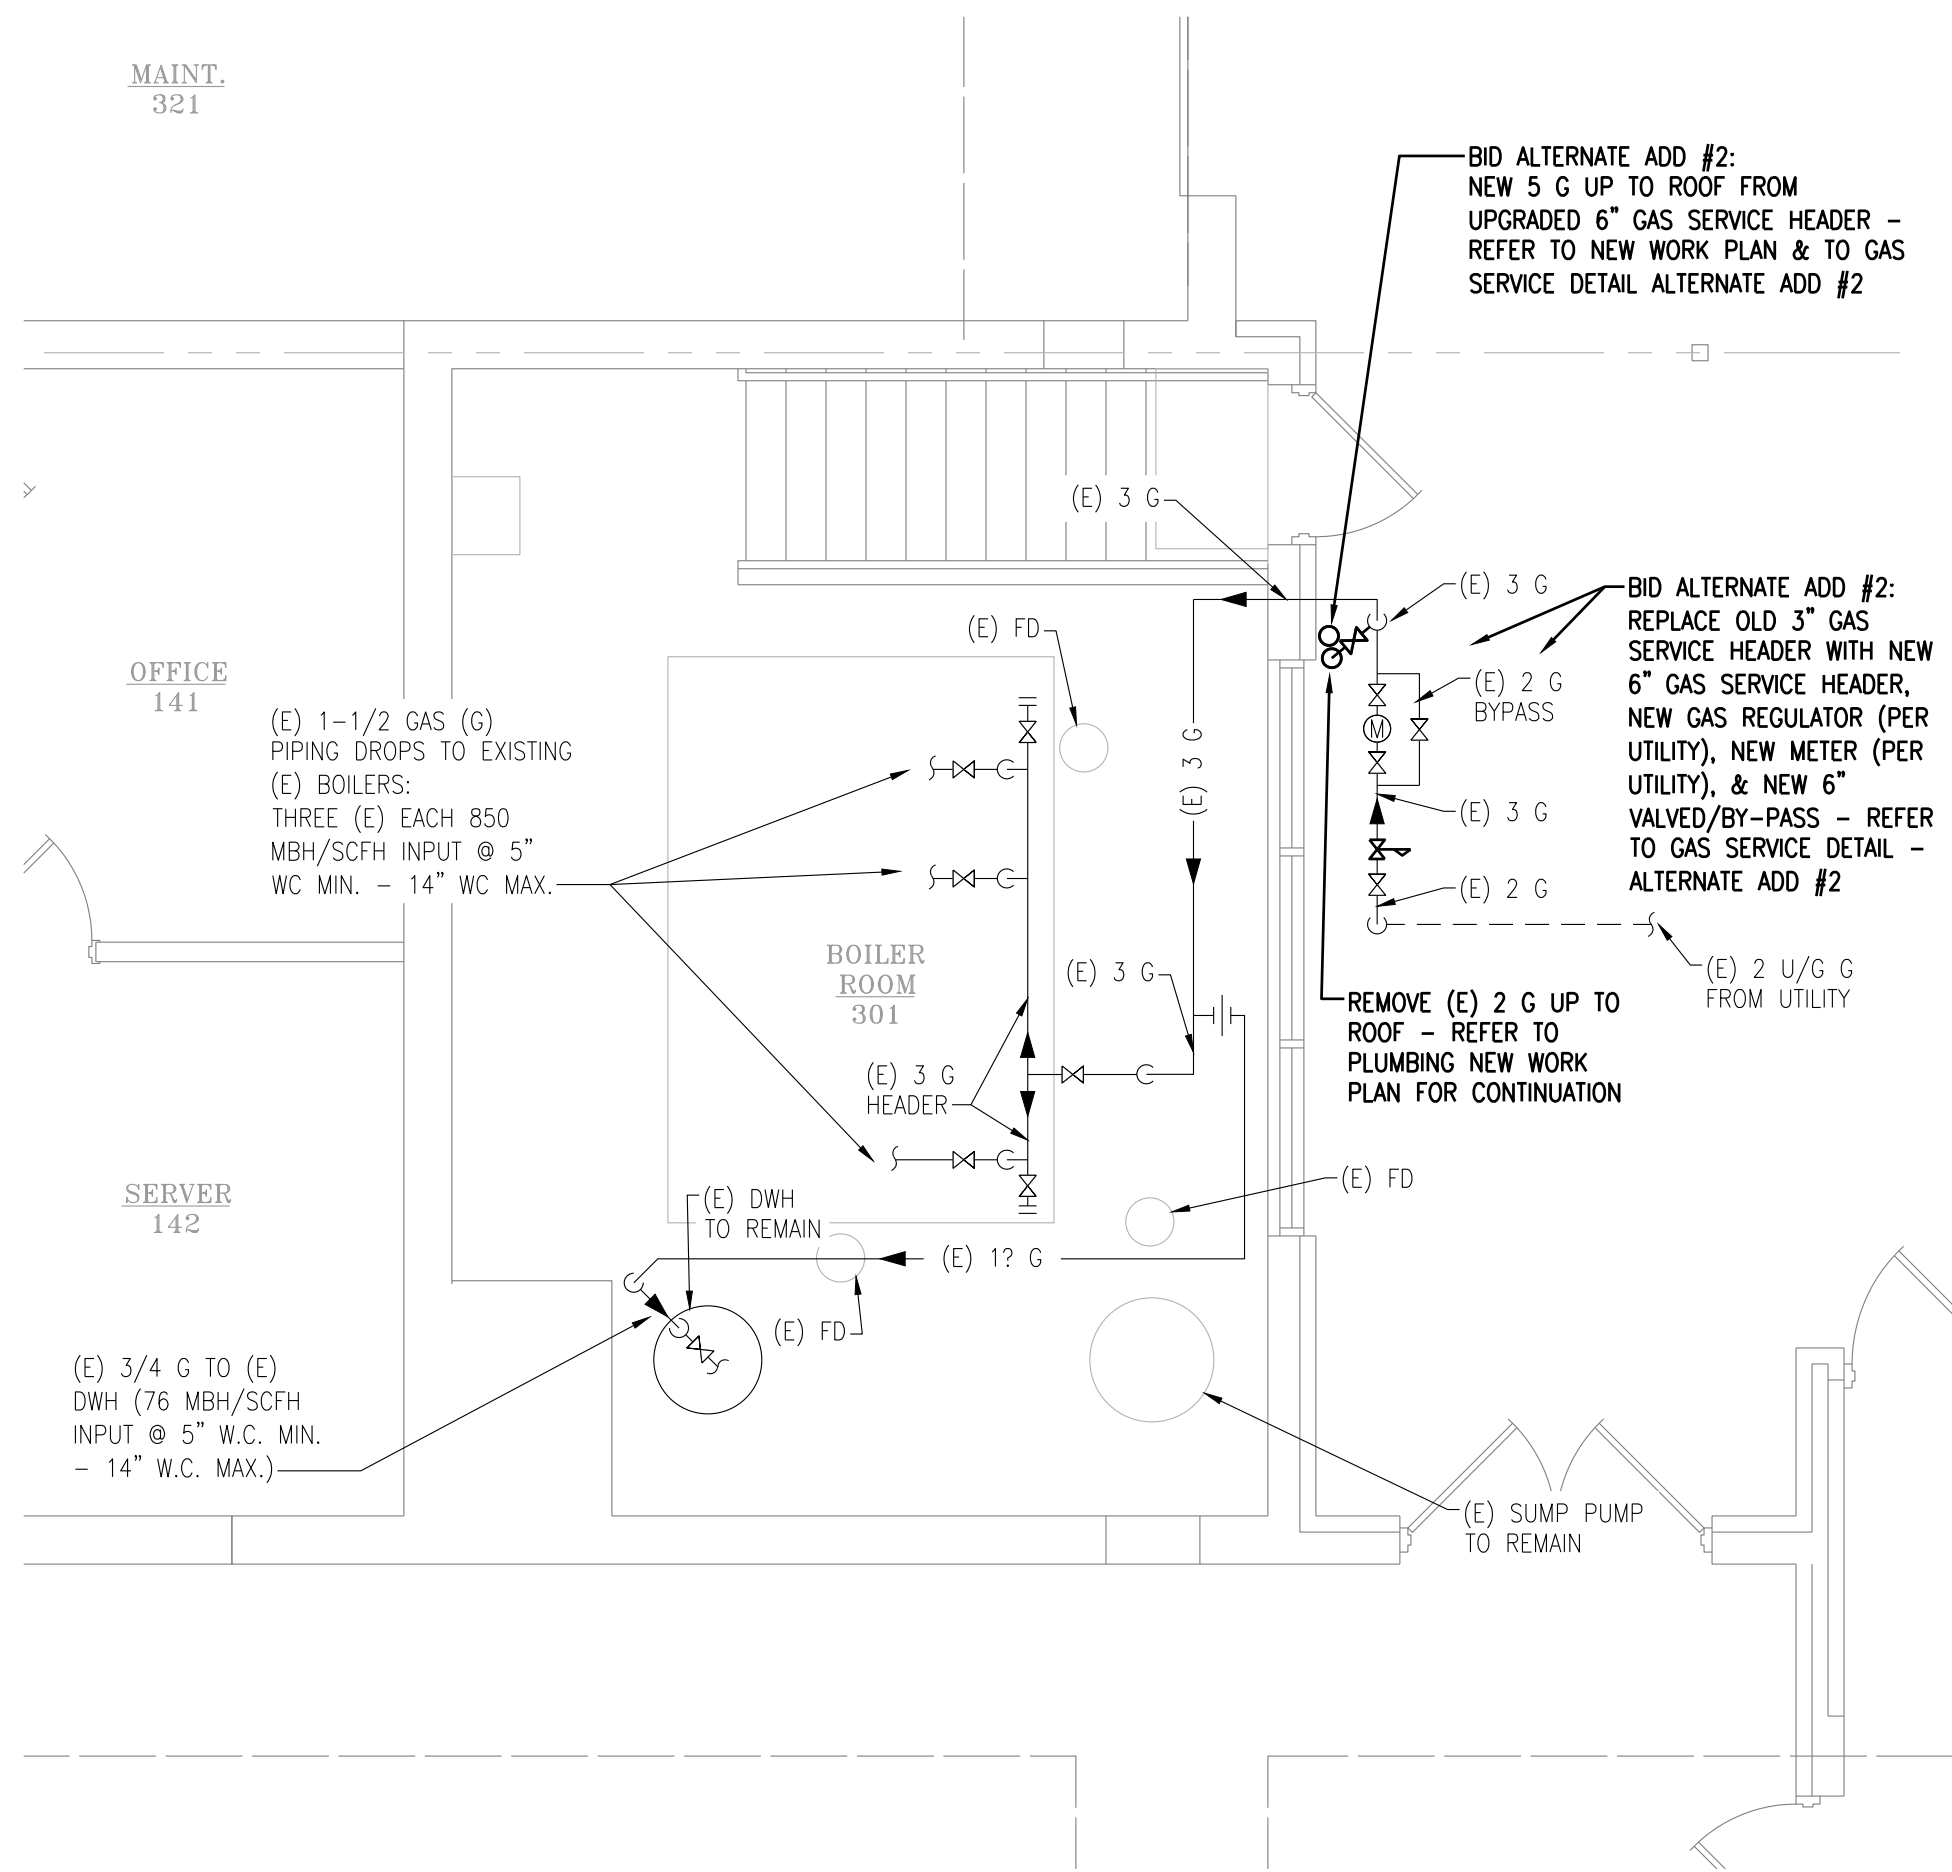 MAINT.
321
BID ALTERNATE ADD #2:
NEW 5 G UP TO ROOF FROM
UPGRADED 6" GAS SERVICE HEADER –
REFER TO NEW WORK PLAN & TO GAS
SERVICE DETAIL ALTERNATE ADD #2
(E) 3 G
(E) 3 G
BID ALTERNATE ADD #2:
REPLACE OLD 3" GAS
SERVICE HEADER WITH NEW
6" GAS SERVICE HEADER,
NEW GAS REGULATOR (PER
UTILITY), NEW METER (PER
UTILITY), & NEW 6"
VALVED/BY-PASS – REFER
TO GAS SERVICE DETAIL –
ALTERNATE ADD #2
(E) FD
OFFICE
141
(E) 2 G
BYPASS
(E) 1-1/2 GAS (G)
PIPING DROPS TO EXISTING
(E) BOILERS:
THREE (E) EACH 850
MBH/SCFH INPUT @ 5"
WC MIN. – 14" WC MAX.
M
(E) 3 G
(E) 3 G
(E) 2 G
BOILER
ROOM
301
(E) 3 G
(E) 2 U/G G
FROM UTILITY
REMOVE (E) 2 G UP TO
ROOF – REFER TO
PLUMBING NEW WORK
PLAN FOR CONTINUATION
(E) 3 G
HEADER
SERVER
142
(E) DWH
TO REMAIN
(E) FD
(E) 1? G
(E) FD
(E) 3/4 G TO (E)
DWH (76 MBH/SCFH
INPUT @ 5" W.C. MIN.
– 14" W.C. MAX.)
(E) SUMP PUMP
TO REMAIN